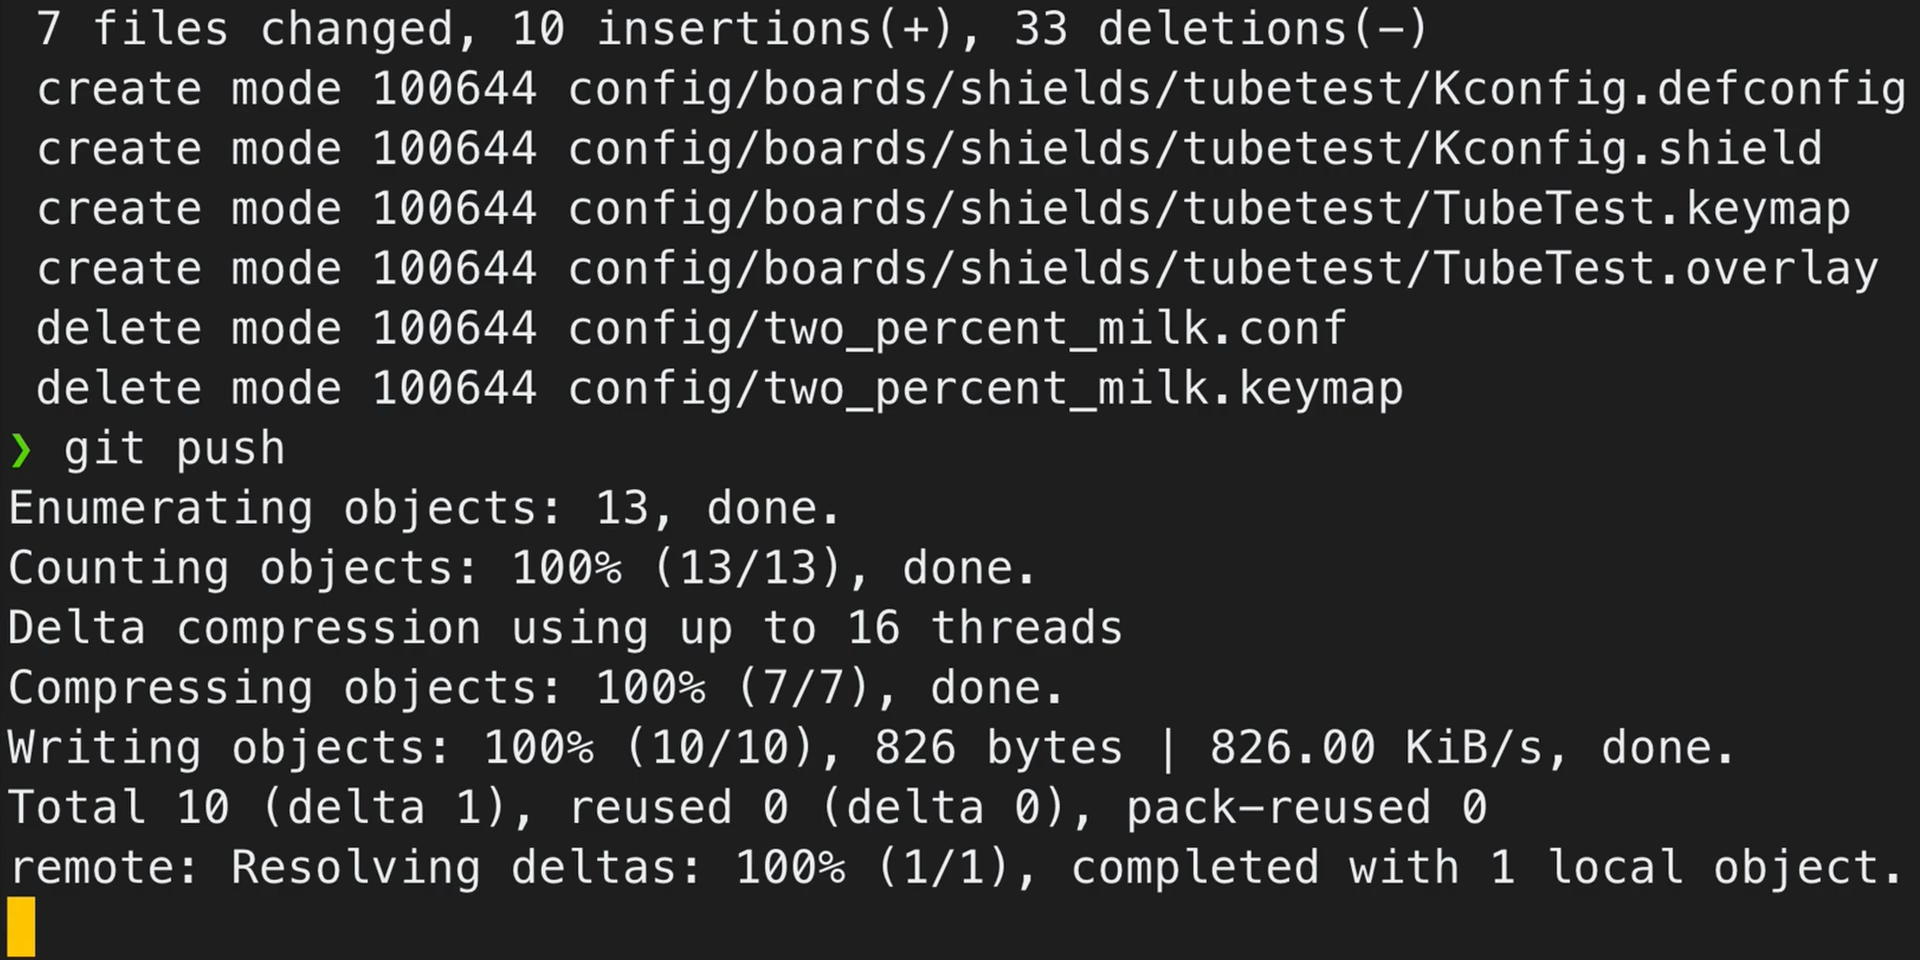 7 files changed, 10 insertions(+), 33 deletions(-)
create mode 100644 config/boards/shields/tubetest/Kconfig.defconfig
create mode 100644 config/boards/shields/tubetest/Kconfig.shield
create mode 100644 config/boards/shields/tubetest/TubeTest.keymap
create mode 100644 config/boards/shields/tubetest/TubeTest.overlay
delete mode 100644 config/two_percent_milk.conf
delete mode 100644 config/two_percent_milk.keymap
❯ git push
Enumerating objects: 13, done.
Counting objects: 100% (13/13), done.
Delta compression using up to 16 threads
Compressing objects: 100% (7/7), done.
Writing objects: 100% (10/10), 826 bytes | 826.00 KiB/s, done.
Total 10 (delta 1), reused 0 (delta 0), pack-reused 0
remote: Resolving deltas: 100% (1/1), completed with 1 local object.